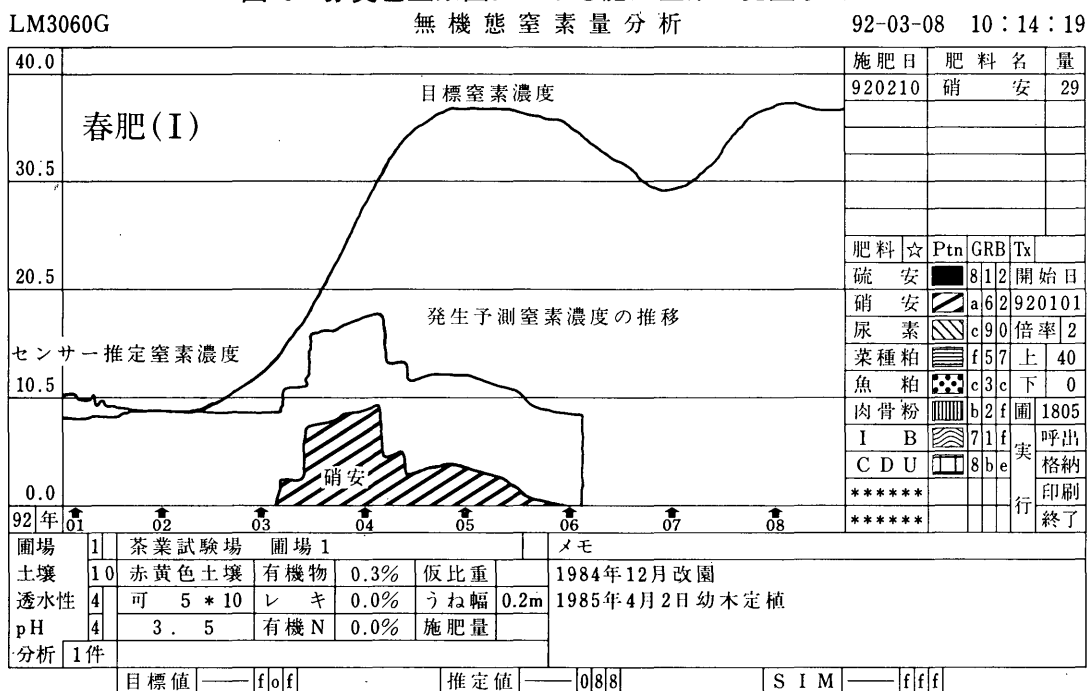 LM3060G 無機態窒素量分析 92-03-08 10:14:19
40.0
30.5
20.5
10.5
0.0
春肥(I)
目標窒素濃度
発生予測窒素濃度の推移
センサー推定窒素濃度
硝安
92年 01 02 03 04 05 06 07 08
施肥日 肥料名 量
920210 硝安 29
肥料 ☆ Ptn GRB Tx
硫安 8 1 2 開始日
硝安 a 6 2 920101
尿素 c 9 0 倍率 2
菜種粕 f 5 7 上 40
魚粕 c 3 c 下 0
肉骨粉 b 2 f 圃 1805
I B 7 1 f 実行 呼出
CDU 8 b e 格納
****** 印刷
****** 終了
圃場 1 茶業試験場 圃場1 メモ
土壌 10 赤黄色土壌 有機物 0.3% 仮比重 1984年12月改園
透水性 4 可 5*10 レキ 0.0% うね幅 0.2m 1985年4月2日幼木定植
pH 4 3.5 有機N 0.0% 施肥量
分析 1件
目標値 f 0 f 推定値 0 8 8 SIM f f f